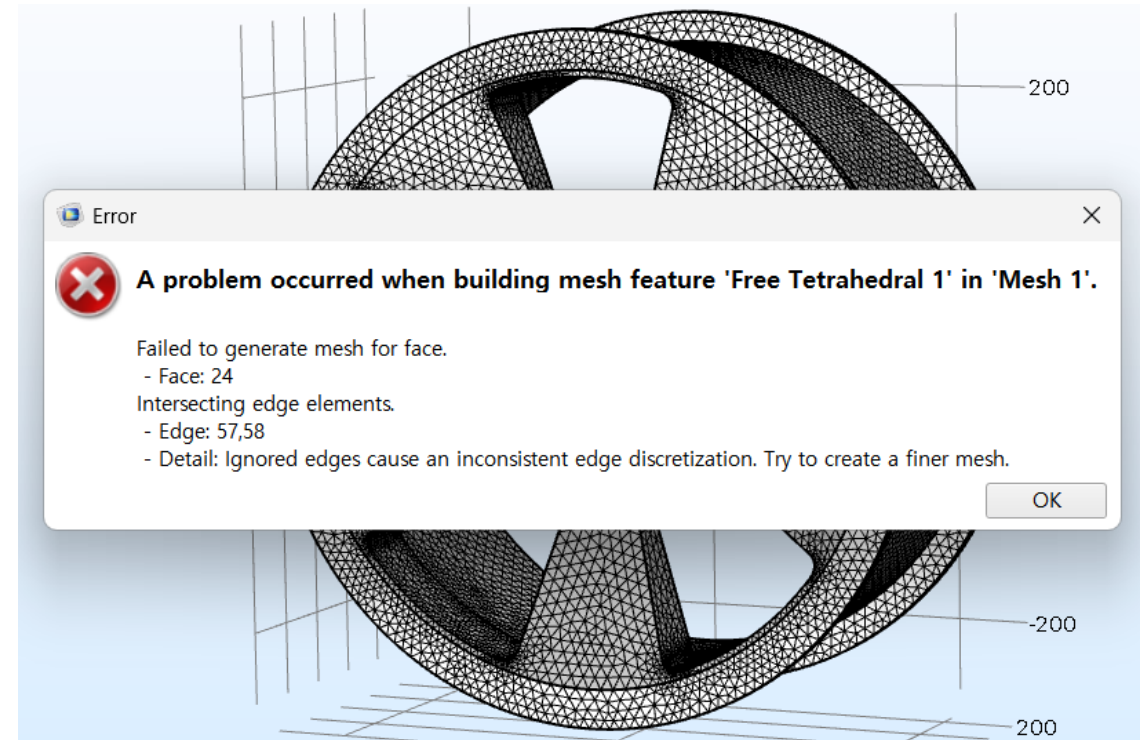 200
Error
A problem occurred when building mesh feature 'Free Tetrahedral 1' in 'Mesh 1'.
Failed to generate mesh for face.
- Face: 24
Intersecting edge elements.
- Edge: 57,58
- Detail: Ignored edges cause an inconsistent edge discretization. Try to create a finer mesh.
OK
-200
200